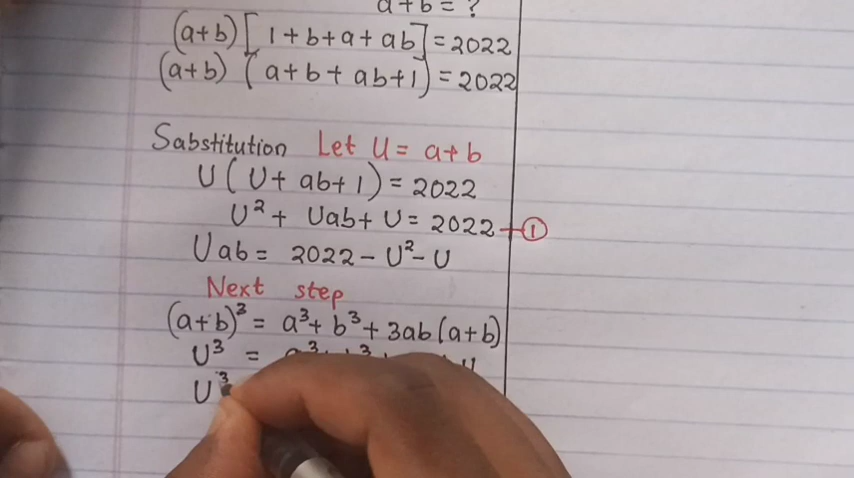 a+b = ?
(a+b) [1+b+a+ab] = 2022
(a+b) (a+b+ab+1) = 2022
Sabstitution Let U = a+b
U(U+ab+1) = 2022
U² + Uab + U = 2022 —①
Uab = 2022 - U² - U
Next step
(a+b)³ = a³ + b³ + 3ab(a+b)
U³ =
U³